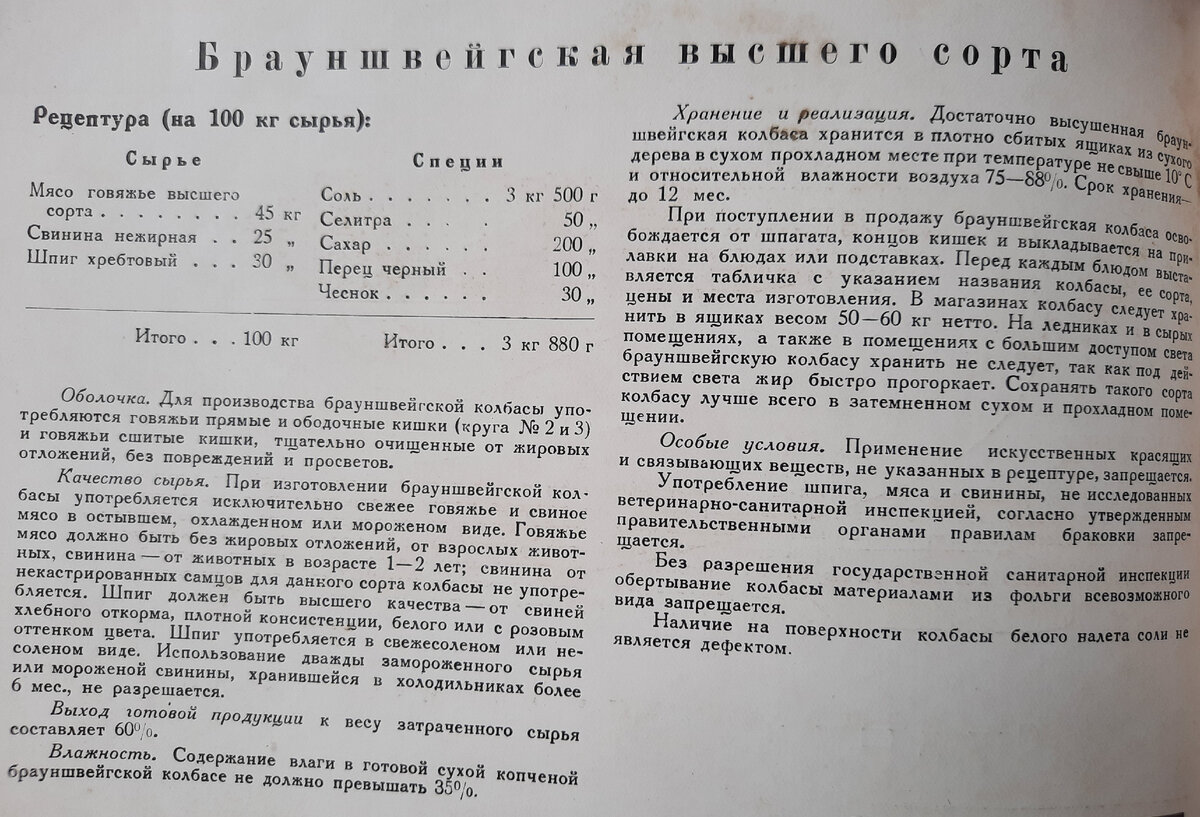 Брауншвейгская высшего сорта
Рецептура (на 100 кг сырья):
Сырье
Мясо говяжье высшего
сорта . . . . . . . . 45 кг
Свинина нежирная . . 25 „
Шпиг хребтовый . . . 30 „
Итого . . . 100 кг
Специи
Соль . . . . . . . 3 кг 500 г
Селитра . . . . . 50 „
Сахар . . . . . 200 „
Перец черный . . 100 „
Чеснок . . . . . . 30 „
Итого . . . 3 кг 880 г
Оболочка. Для производства брауншвейгской колбасы упо-
требляются говяжьи прямые и ободочные кишки (круга № 2 и 3)
и говяжьи сшитые кишки, тщательно очищенные от жировых
отложений, без повреждений и просветов.
Качество сырья. При изготовлении брауншвейгской кол-
басы употребляется исключительно свежее говяжье и свиное
мясо в остывшем, охлажденном или мороженом виде. Говяжье
мясо должно быть без жировых отложений, от взрослых живот-
ных, свинина — от животных в возрасте 1—2 лет; свинина от
некастрированных самцов для данкого сорта колбасы не употре-
бляется. Шпиг должен быть высшего качества — от свиней
хлебного откорма, плотной консистенции, белого или с розовым
оттенком цвета. Шпиг употребляется в свежесоленом или не-
соленом виде. Использование дважды замороженного сырья
или мороженой свинины, хранившейся в холодильниках более
6 мес., не разрешается.
Выход готовой продукции к весу затраченного сырья
составляет 60%.
Влажность. Содержание влаги в готовой сухой копченой
брауншвейгской колбасе не должно превышать 35%.
Хранение и реализация. Достаточно высушенная браун-
швейгская колбаса хранится в плотно сбитых ящиках из сухого
дерева в сухом прохладном месте при температуре не свыше 10° С
и относительной влажности воздуха 75—88%. Срок хранения—
до 12 мес.
При поступлении в продажу брауншвейгская колбаса осво-
бождается от шпагата, концов кишек и выкладывается на при-
лавки на блюдах или подставках. Перед каждым блюдом выста-
вляется табличка с указанием названия колбасы, ее сорта,
цены и места изготовления. В магазинах колбасу следует хра-
нить в ящиках весом 50—60 кг нетто. На ледниках и в сырых
помещениях, а также в помещениях с большим доступом света
брауншвейгскую колбасу хранить не следует, так как под дей-
ствием света жир быстро прогоркает. Сохранять такого сорта
колбасу лучше всего в затемненном сухом и прохладном поме-
щении.
Особые условия. Применение искусственных красящих
и связывающих веществ, не указанных в рецептуре, запрещается.
Употребление шпига, мяса и свинины, не исследованных
ветеринарно-санитарной инспекцией, согласно утвержденным
правительственными органами правилам браковки запре-
щается.
Без разрешения государственной санитарной инспекции
обертывание колбасы материалами из фольги всевозможного
вида запрещается.
Наличие на поверхности колбасы белого налета соли не
является дефектом.